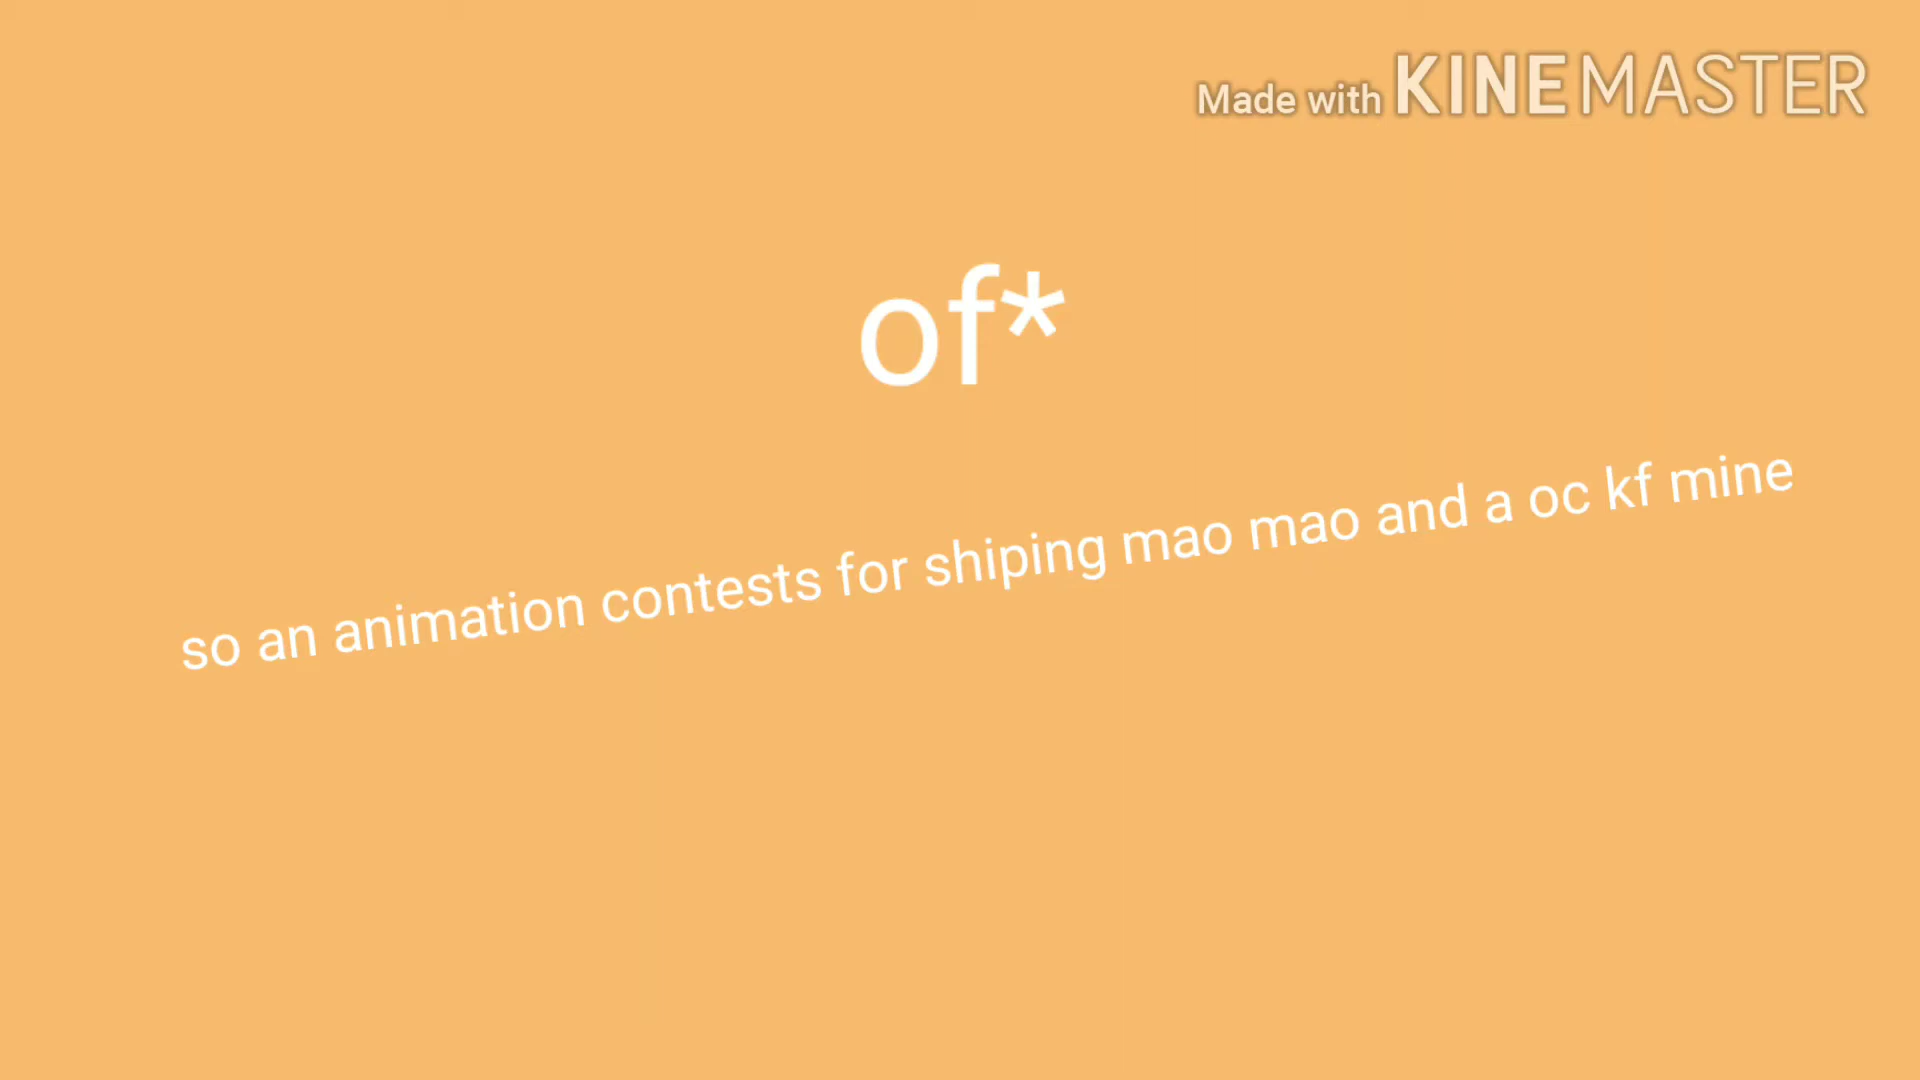 Made with KINEMASTER
of*
so an animation contests for shiping mao mao and a oc kf mine